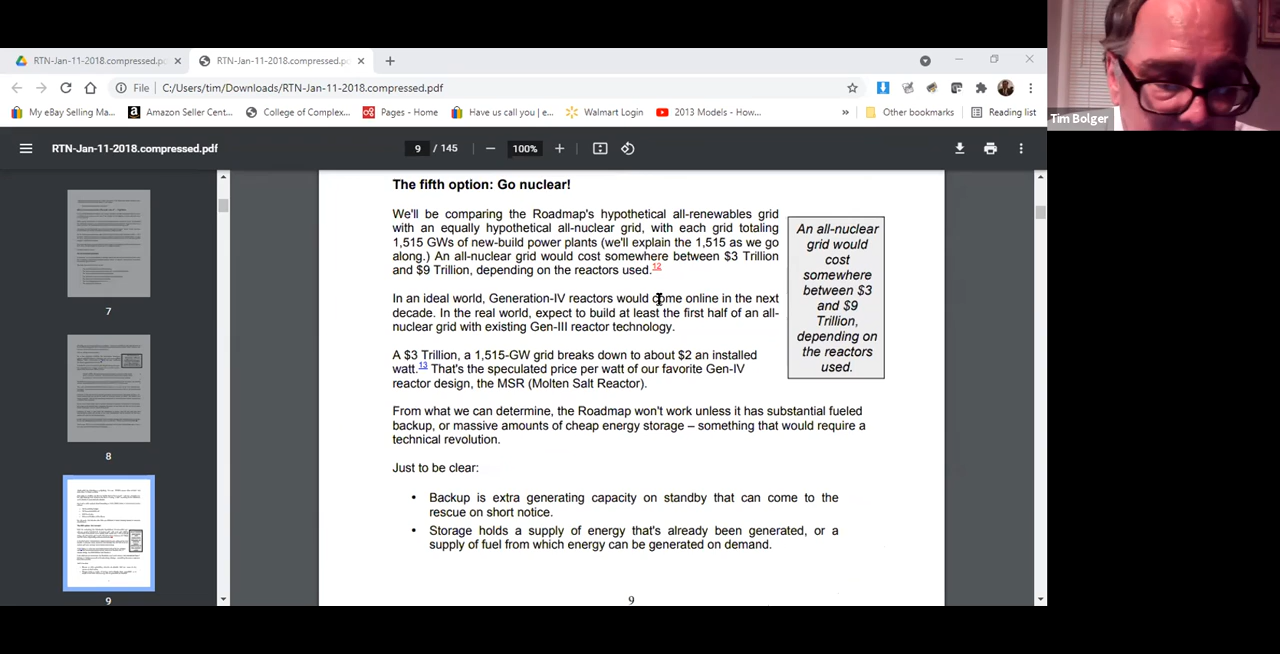 RTN-Jan-11-2018.compressed.pc
RTN-Jan-11-2018.compressed.pdf
File
C:/Users/tim/Downloads/RTN-Jan-11-2018.compressed.pdf
My eBay Selling Ma...
Amazon Seller Cent...
College of Complex...
Pages - Home
Have us call you | e...
Walmart Login
2013 Models - How...
»
Other bookmarks
Reading list
Tim Bolger
RTN-Jan-11-2018.compressed.pdf
9 / 145
100%
7
8
9
The fifth option: Go nuclear!
We'll be comparing the Roadmap's hypothetical all-renewables grid
with an equally hypothetical all-nuclear grid, with each grid totaling
1,515 GWs of new-build power plants (we'll explain the 1,515 as we go
along.) An all-nuclear grid would cost somewhere between $3 Trillion
and $9 Trillion, depending on the reactors used.12
In an ideal world, Generation-IV reactors would come online in the next
decade. In the real world, expect to build at least the first half of an all-
nuclear grid with existing Gen-III reactor technology.
A $3 Trillion, a 1,515-GW grid breaks down to about $2 an installed
watt.13 That's the speculated price per watt of our favorite Gen-IV
reactor design, the MSR (Molten Salt Reactor).
An all-nuclear
grid would
cost
somewhere
between $3
and $9
Trillion,
depending on
the reactors
used.
From what we can determine, the Roadmap won't work unless it has substantial fueled
backup, or massive amounts of cheap energy storage – something that would require a
technical revolution.
Just to be clear:
• Backup is extra generating capacity on standby that can come to the
rescue on short notice.
• Storage holds a supply of energy that's already been generated, or a
supply of fuel from which energy can be generated on demand.
9